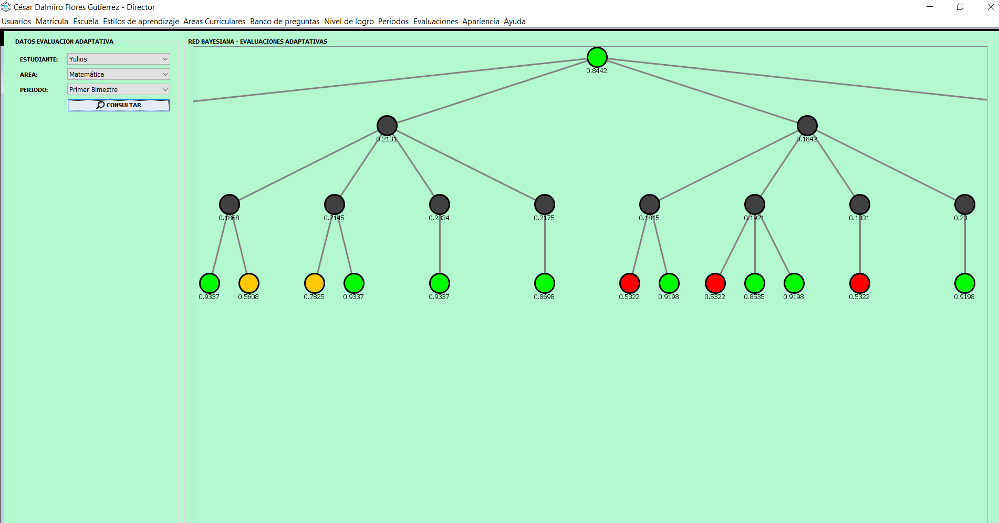 César Dalmiro Flores Gutierrez - Director
Usuarios Matricula Escuela Estilos de aprendizaje Areas Curriculares Banco de preguntas Nivel de logro Periodos Evaluaciones Apariencia Ayuda
DATOS EVALUACION ADAPTATIVA
ESTUDIANTE: Yulios
AREA: Matemática
PERIODO: Primer Bimestre
CONSULTAR
RED BAYESIANA - EVALUACIONES ADAPTATIVAS
0.8442
0.2131 0.1842
0.1868 0.2145 0.2334 0.2175 0.1815 0.1921 0.1331 0.23
0.9337 0.5608 0.7825 0.9337 0.9337 0.8698 0.5322 0.9198 0.5322 0.8535 0.9198 0.5322 0.9198